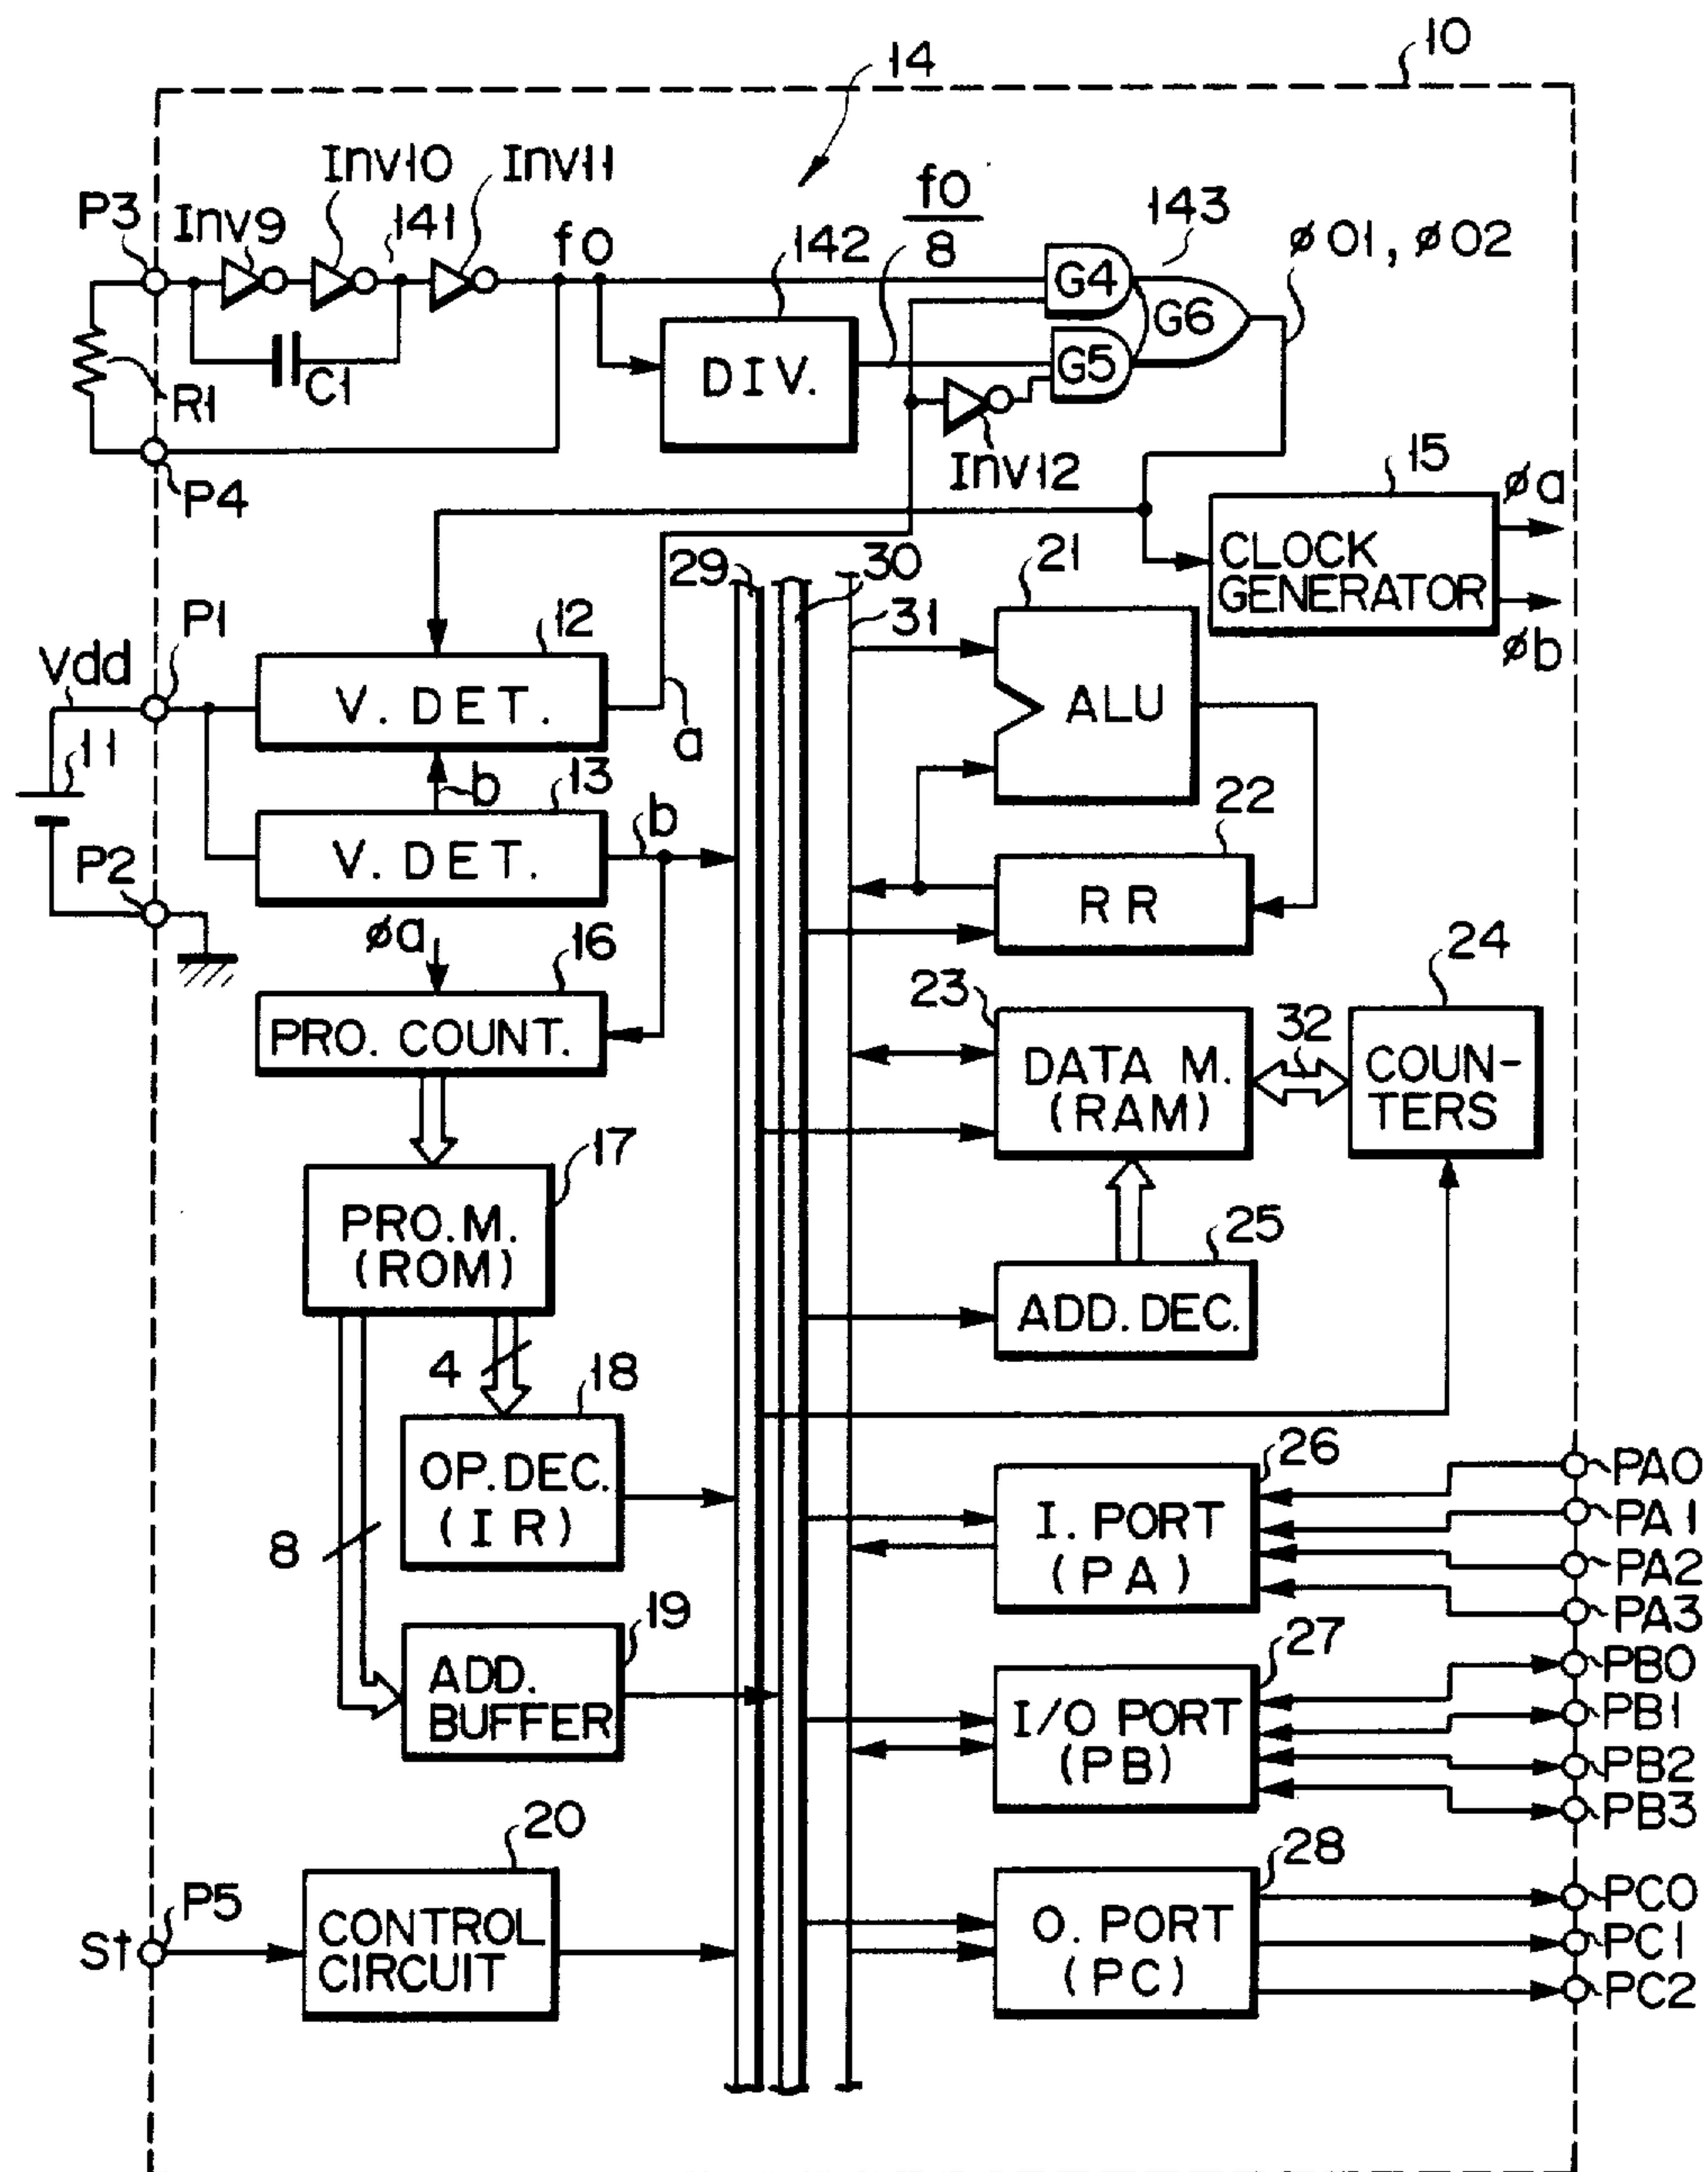 10
14
Inv10
Inv11
P3
Inv9
141
f0
f0
8
142
143
ø01, ø02
G4
G6
G5
DIV.
C1
R1
P4
Inv12
15
øa
CLOCK
GENERATOR
øb
29
30
31
21
P1
12
Vdd
V. DET.
a
ALU
11
b
13
b
V. DET.
P2
22
RR
øa
16
PRO. COUNT.
23
24
32
DATA M.
(RAM)
COUN-
TERS
17
PRO.M.
(ROM)
25
ADD. DEC.
4
18
OP. DEC.
(IR)
8
26
I. PORT
(PA)
PA0
PA1
PA2
PA3
19
ADD.
BUFFER
27
I/O PORT
(PB)
PB0
PB1
PB2
PB3
20
P5
St
CONTROL
CIRCUIT
28
O. PORT
(PC)
PC0
PC1
PC2